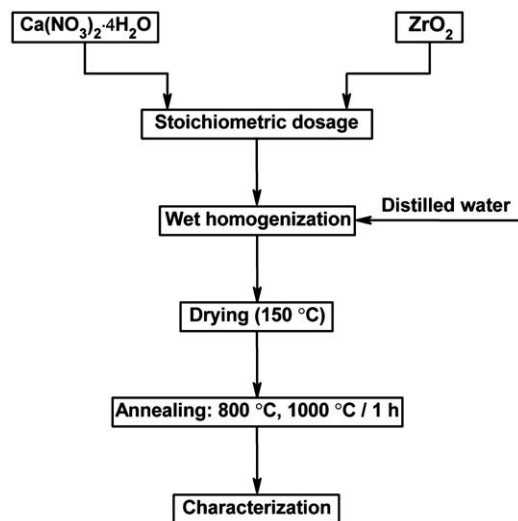 Ca(NO₃)₂·4H₂O
ZrO₂
Stoichiometric dosage
Wet homogenization
Distilled water
Drying (150 °C)
Annealing: 800 °C, 1000 °C / 1 h
Characterization